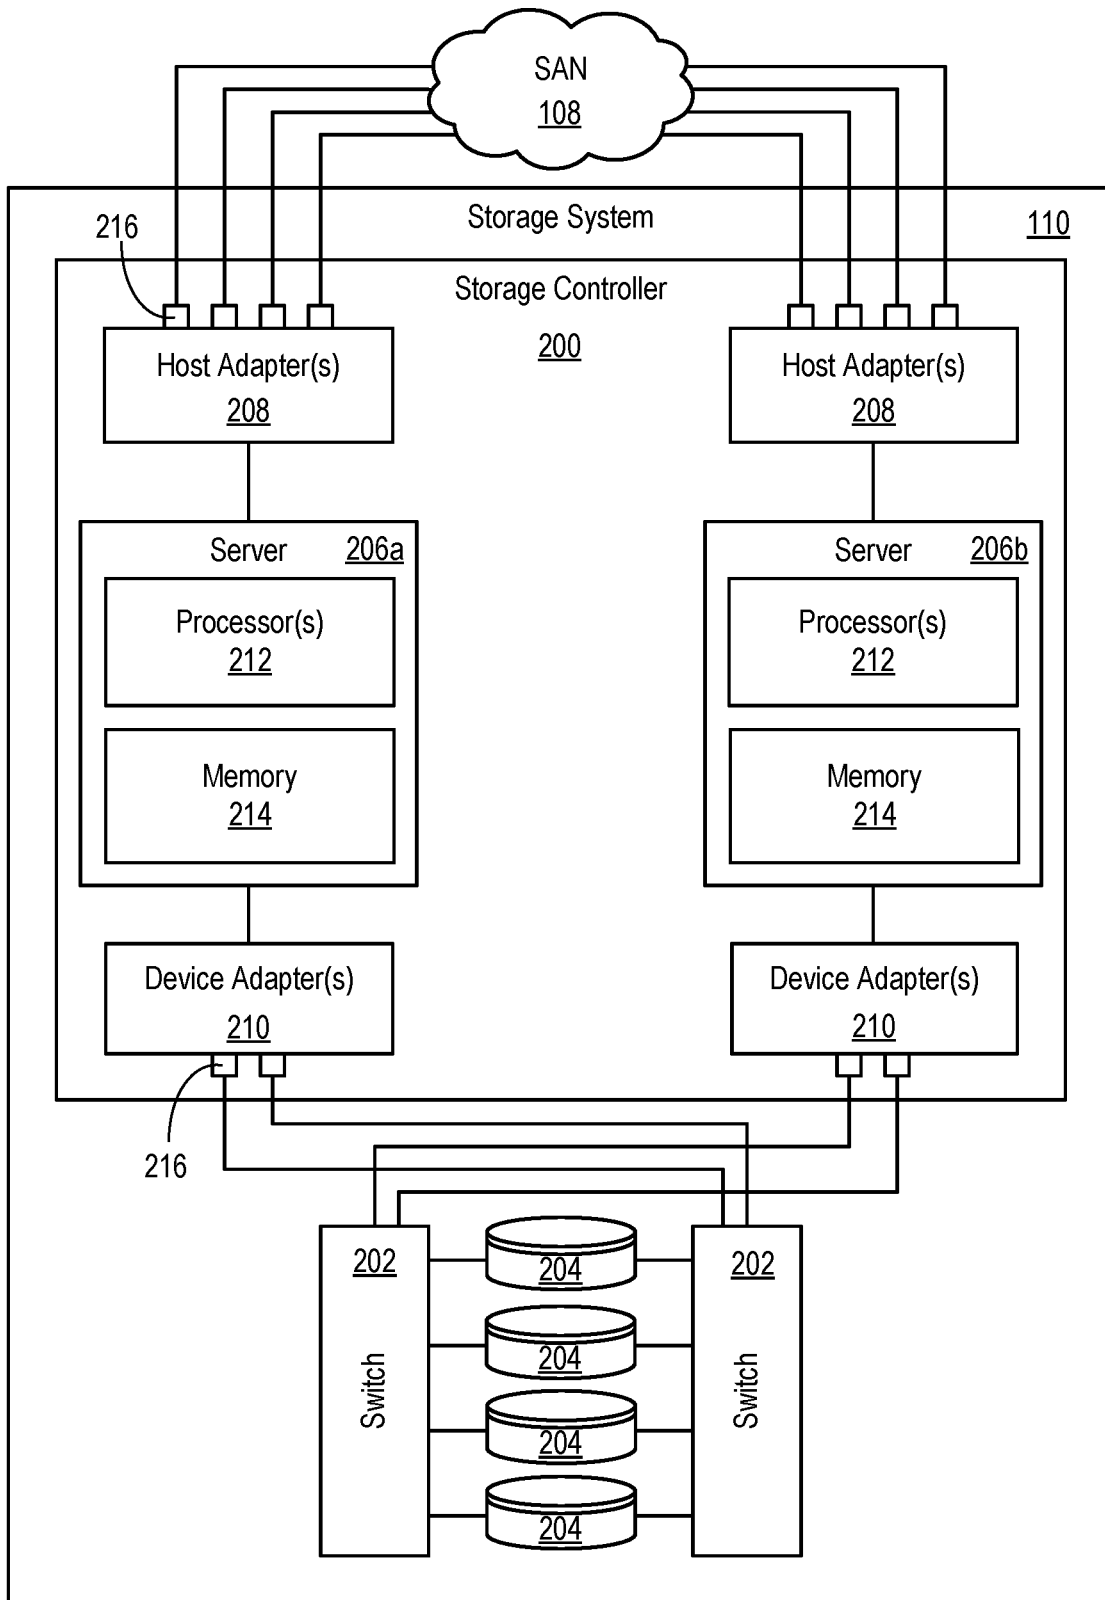 SAN
108
Storage System
110
216
Storage Controller
200
Host Adapter(s)
208
Host Adapter(s)
208
Server 206a
Processor(s)
212
Memory
214
Server 206b
Processor(s)
212
Memory
214
Device Adapter(s)
210
Device Adapter(s)
210
216
202
Switch
204
204
204
204
202
Switch